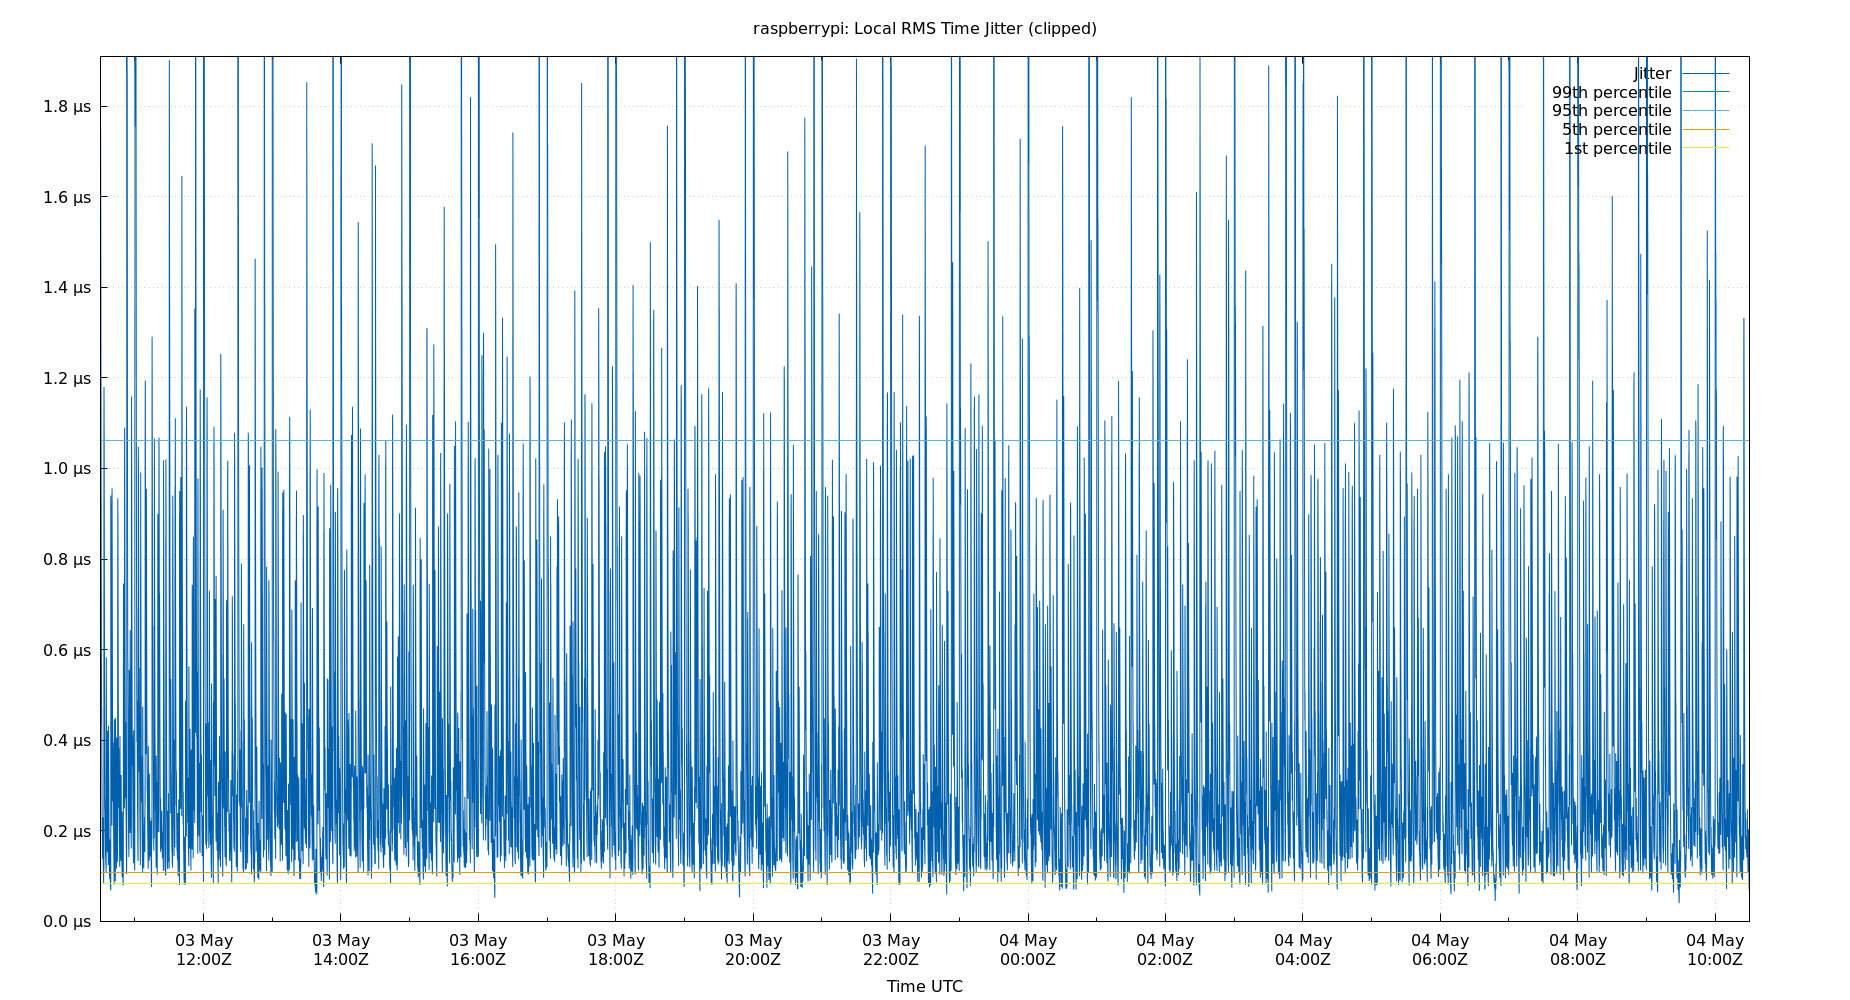 raspberrypi: Local RMS Time Jitter (clipped)
Jitter
99th percentile
95th percentile
5th percentile
1st percentile
1.8 µs
1.6 µs
1.4 µs
1.2 µs
1.0 µs
0.8 µs
0.6 µs
0.4 µs
0.2 µs
0.0 µs
03 May 03 May 03 May 03 May 03 May 03 May 04 May 04 May 04 May 04 May 04 May 04 May
12:00Z 14:00Z 16:00Z 18:00Z 20:00Z 22:00Z 00:00Z 02:00Z 04:00Z 06:00Z 08:00Z 10:00Z
Time UTC